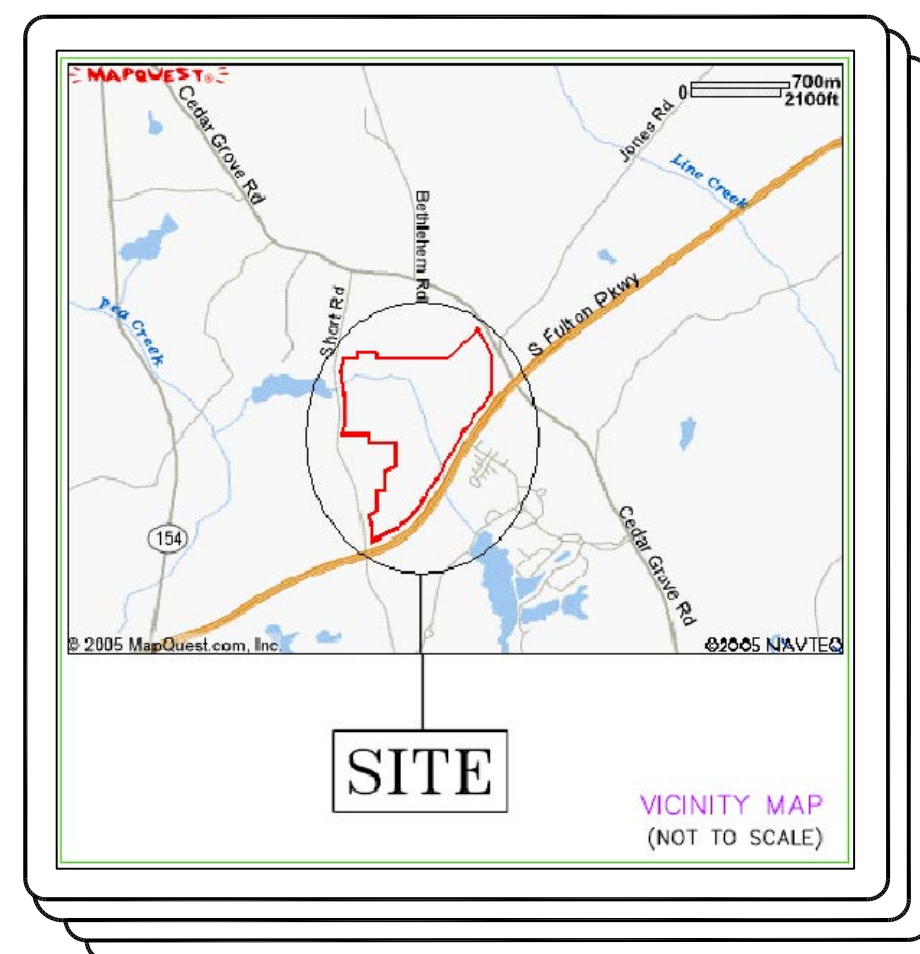 MAPQUEST®
700m
0
2100ft
Cedar Grove Rd
Jones Rd
Line Creek
Bethlehem Rd
S Fulton Pkwy
Short Rd
Pea Creek
154
Cedar Grove Rd
© 2005 MapQuest.com, Inc.
©2005 NAVTEQ
SITE
VICINITY MAP
(NOT TO SCALE)